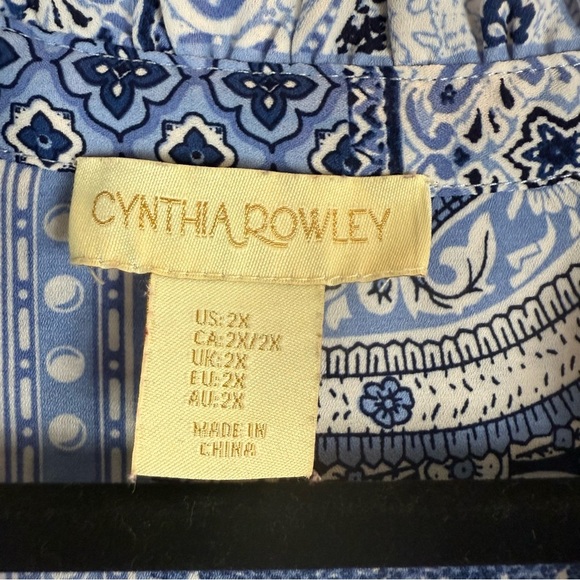 CYNTHIA ROWLEY
US: 2X
CA: 2X/2X
UK: 2X
EU: 2X
AU: 2X
MADE IN
CHINA